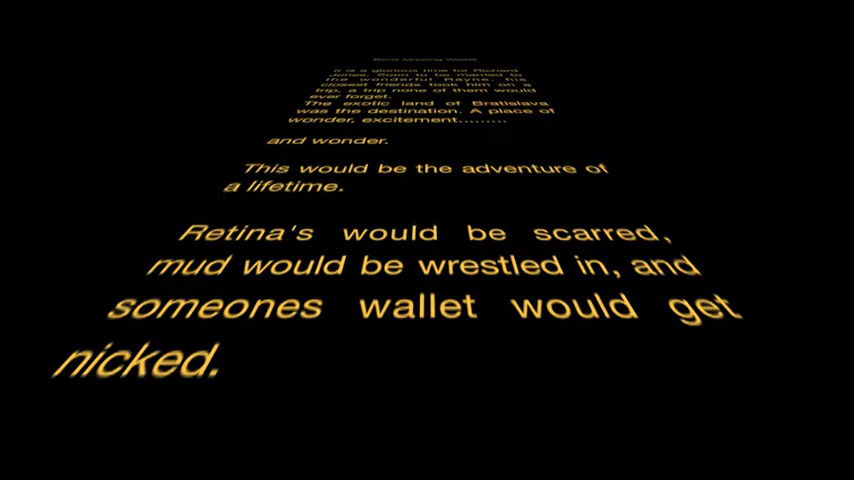 Bens Missing Wallet
It is a glorious time for Richard
Jones. Soon to be married to
the wonderful Rayne, his
closest friends took him on a
trip, a trip none of them would
ever forget.
The exotic land of Bratislava
was the destination. A place of
wonder, excitement.........
and wonder.
This would be the adventure of
a lifetime.
Retina's would be scarred,
mud would be wrestled in, and
someones wallet would get
nicked.